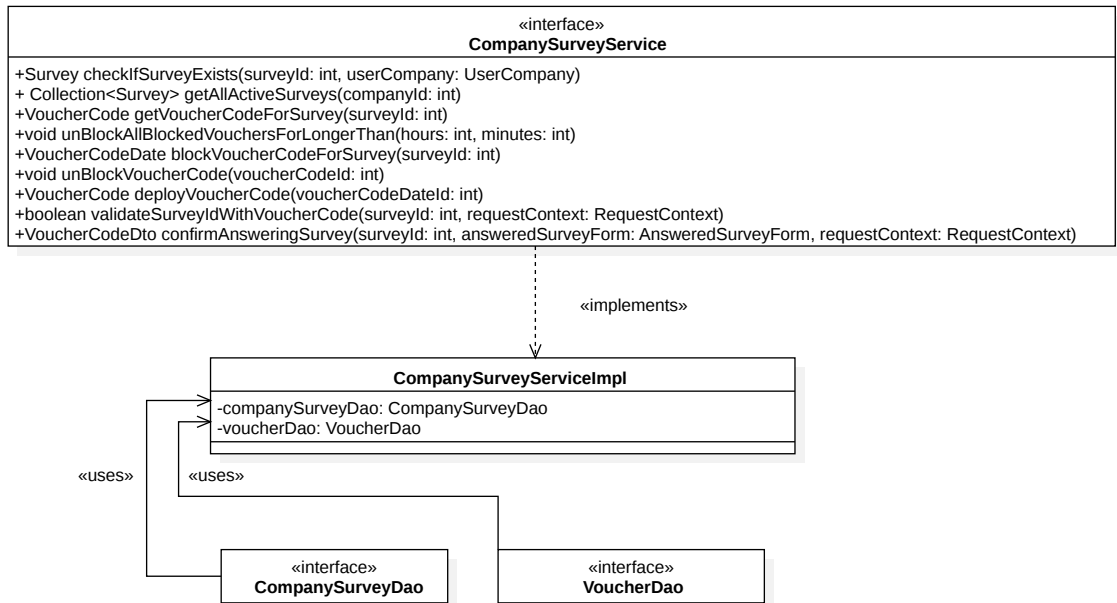 «interface»
CompanySurveyService
+Survey checkIfSurveyExists(surveyId: int, userCompany: UserCompany)
+ Collection<Survey> getAllActiveSurveys(companyId: int)
+VoucherCode getVoucherCodeForSurvey(surveyId: int)
+void unBlockAllBlockedVouchersForLongerThan(hours: int, minutes: int)
+VoucherCodeDate blockVoucherCodeForSurvey(surveyId: int)
+void unBlockVoucherCode(voucherCodeId: int)
+VoucherCode deployVoucherCode(voucherCodeDateId: int)
+boolean validateSurveyIdWithVoucherCode(surveyId: int, requestContext: RequestContext)
+VoucherCodeDto confirmAnsweringSurvey(surveyId: int, answeredSurveyForm: AnsweredSurveyForm, requestContext: RequestContext)
«implements»
CompanySurveyServiceImpl
-companySurveyDao: CompanySurveyDao
-voucherDao: VoucherDao
«uses»
«uses»
«interface»
CompanySurveyDao
«interface»
VoucherDao